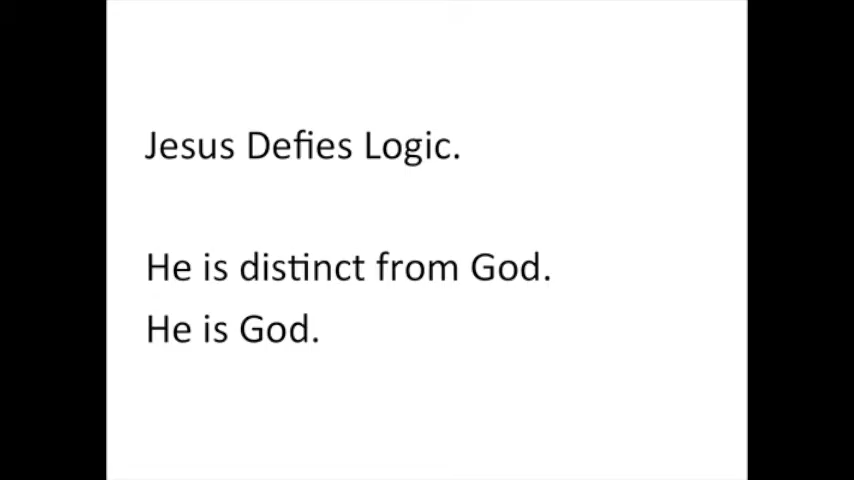 Jesus Defies Logic.
He is distinct from God.
He is God.